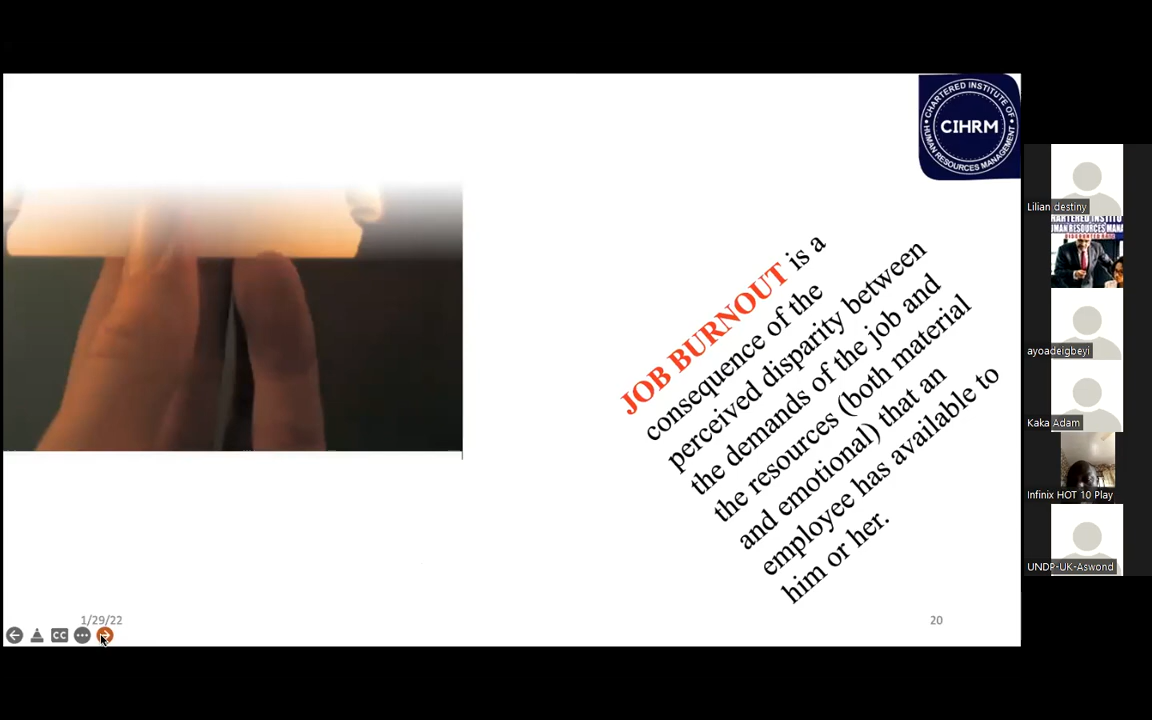 CHARTERED INSTITUTE OF
CIHRM
HUMAN RESOURCES MANAGEMENT
JOB BURNOUT is a
consequence of the
perceived disparity between
the demands of the job and
the resources (both material
and emotional) that an
employee has available to
him or her.
1/29/22
20
CC
Lilian destiny
ayoadeigbeyi
Kaka Adam
Infinix HOT 10 Play
UNDP-UK-Aswond